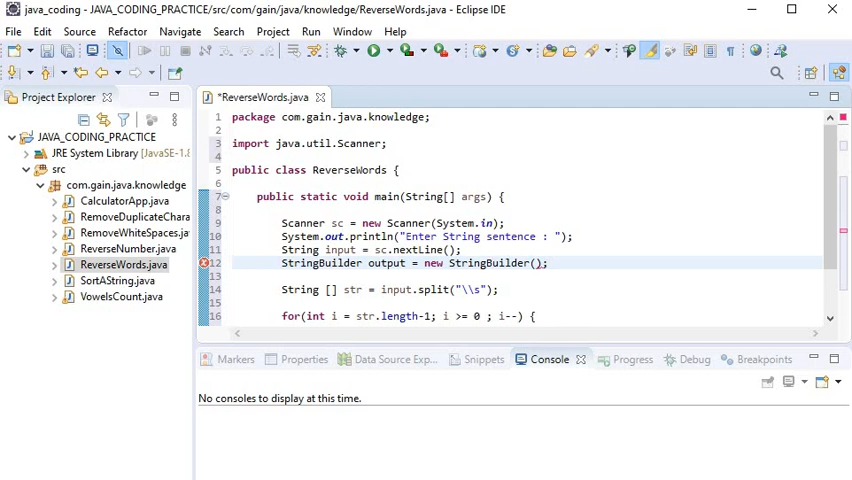 java_coding - JAVA_CODING_PRACTICE/src/com/gain/java/knowledge/ReverseWords.java - Eclipse IDE
File Edit Source Refactor Navigate Search Project Run Window Help
Project Explorer
*ReverseWords.java
JAVA_CODING_PRACTICE
JRE System Library [JavaSE-1.8
src
com.gain.java.knowledge
CalculatorApp.java
RemoveDuplicateChara
RemoveWhiteSpaces.jav
ReverseNumber.java
ReverseWords.java
SortAString.java
VowelsCount.java
1 package com.gain.java.knowledge;
2
3 import java.util.Scanner;
4
5 public class ReverseWords {
6
7 public static void main(String[] args) {
8
9 Scanner sc = new Scanner(System.in);
10 System.out.println("Enter String sentence : ");
11 String input = sc.nextLine();
12 StringBuilder output = new StringBuilder();
13
14 String [] str = input.split("\\s");
15
16 for(int i = str.length-1; i >= 0 ; i--) {
Markers Properties Data Source Exp... Snippets Console Progress Debug Breakpoints
No consoles to display at this time.